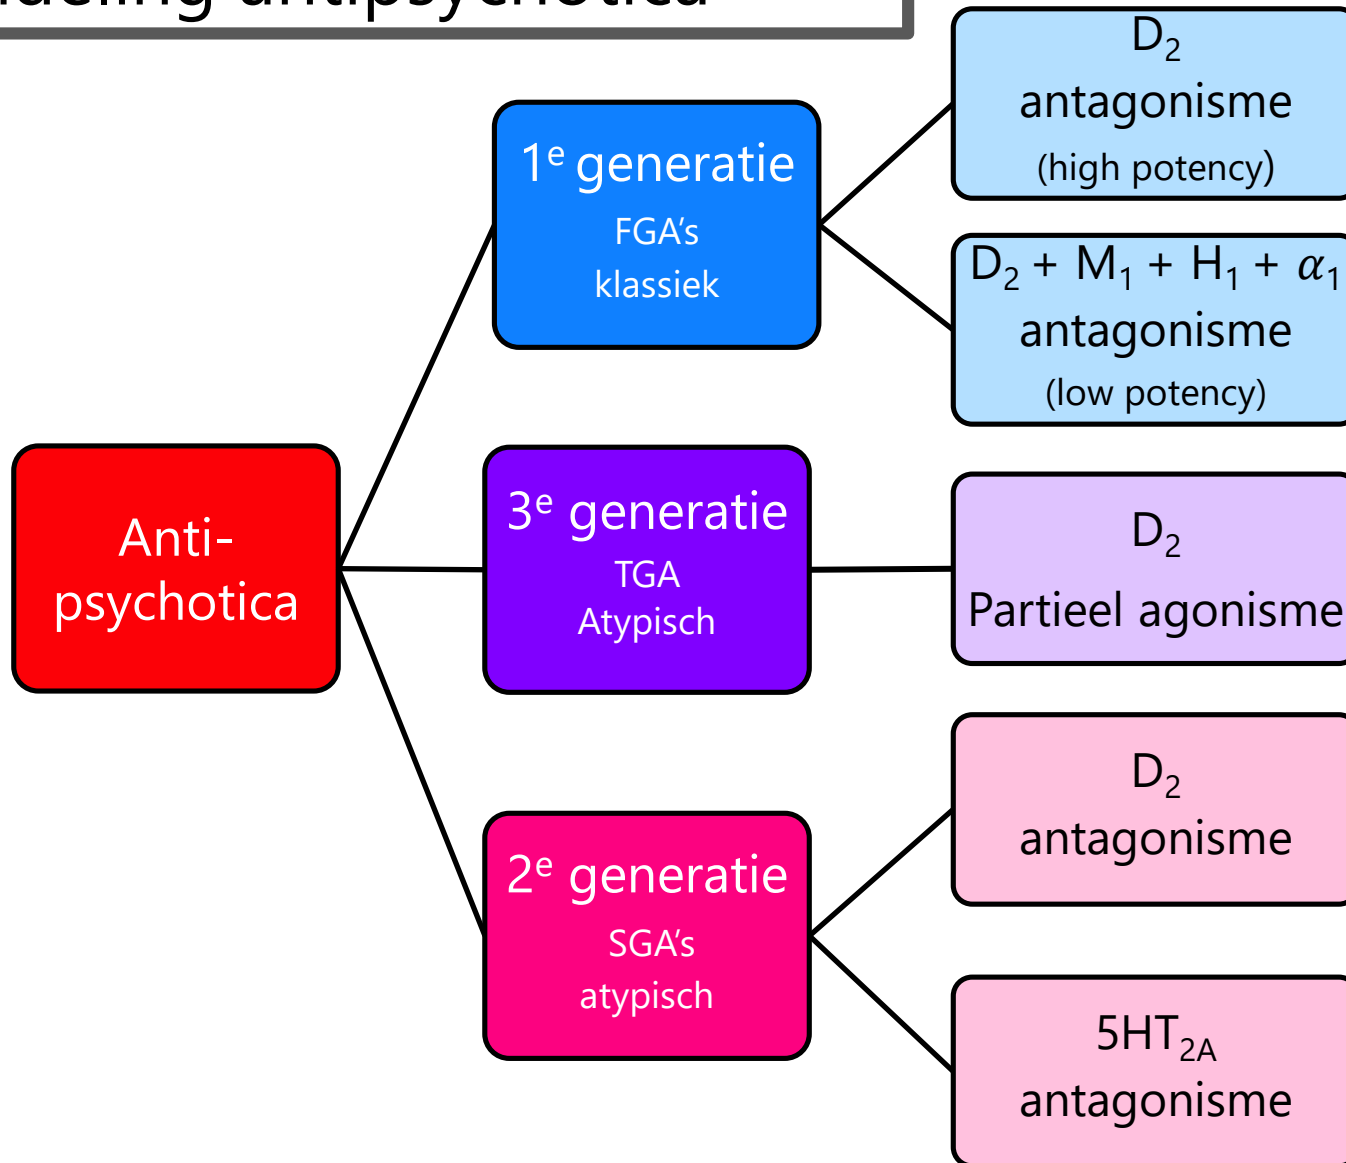 antipsychotica
Anti-
psychotica
1e generatie
FGA's
klassiek
D2
antagonisme
(high potency)
D2 + M1 + H1 + α1
antagonisme
(low potency)
3e generatie
TGA
Atypisch
D2
Partieel agonisme
2e generatie
SGA's
atypisch
D2
antagonisme
5HT2A
antagonisme